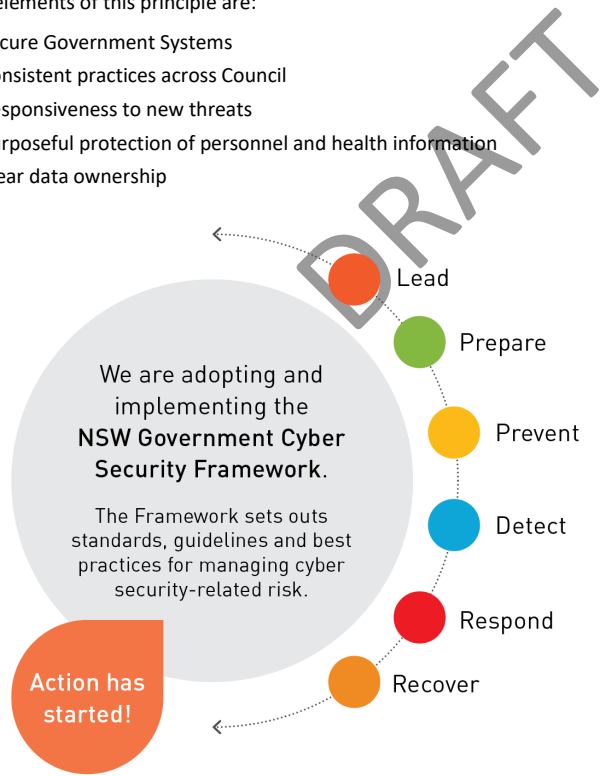 elements of this principle are:
cure Government Systems
onsistent practices across Council
esponsiveness to new threats
urposeful protection of personnel and health information
ear data ownership
DRAFT
Lead
Prepare
Prevent
Detect
Respond
Recover
We are adopting and
implementing the
NSW Government Cyber
Security Framework.
The Framework sets outs
standards, guidelines and best
practices for managing cyber
security-related risk.
Action has
started!